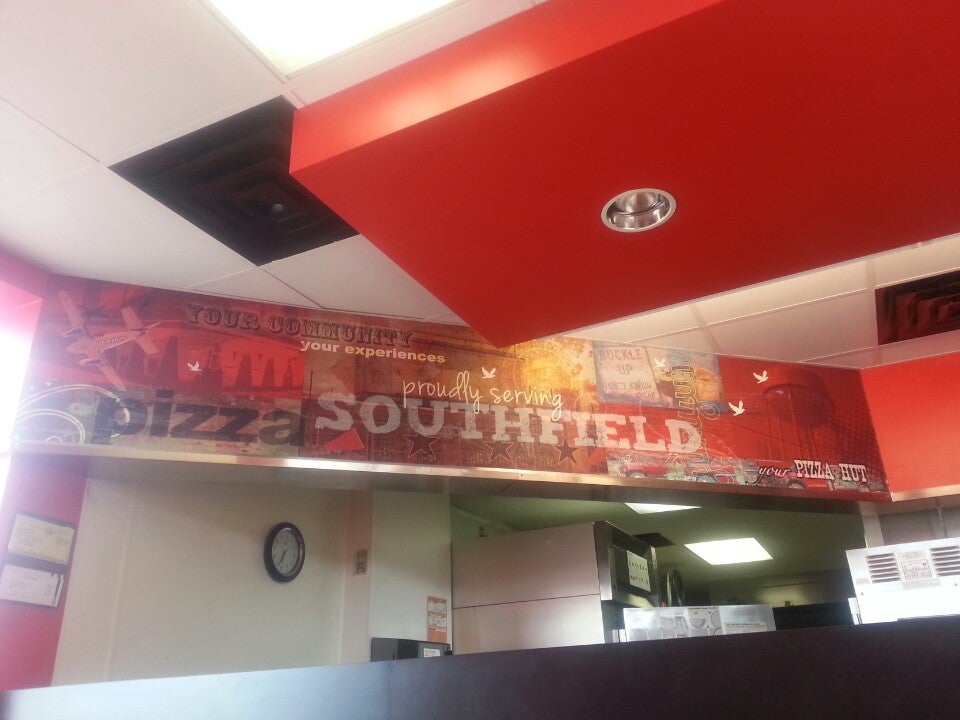 YOUR COMMUNITY
your experiences
proudly serving
pizza SOUTHFIELD
BUCKLE
UP
your PIZZA HUT